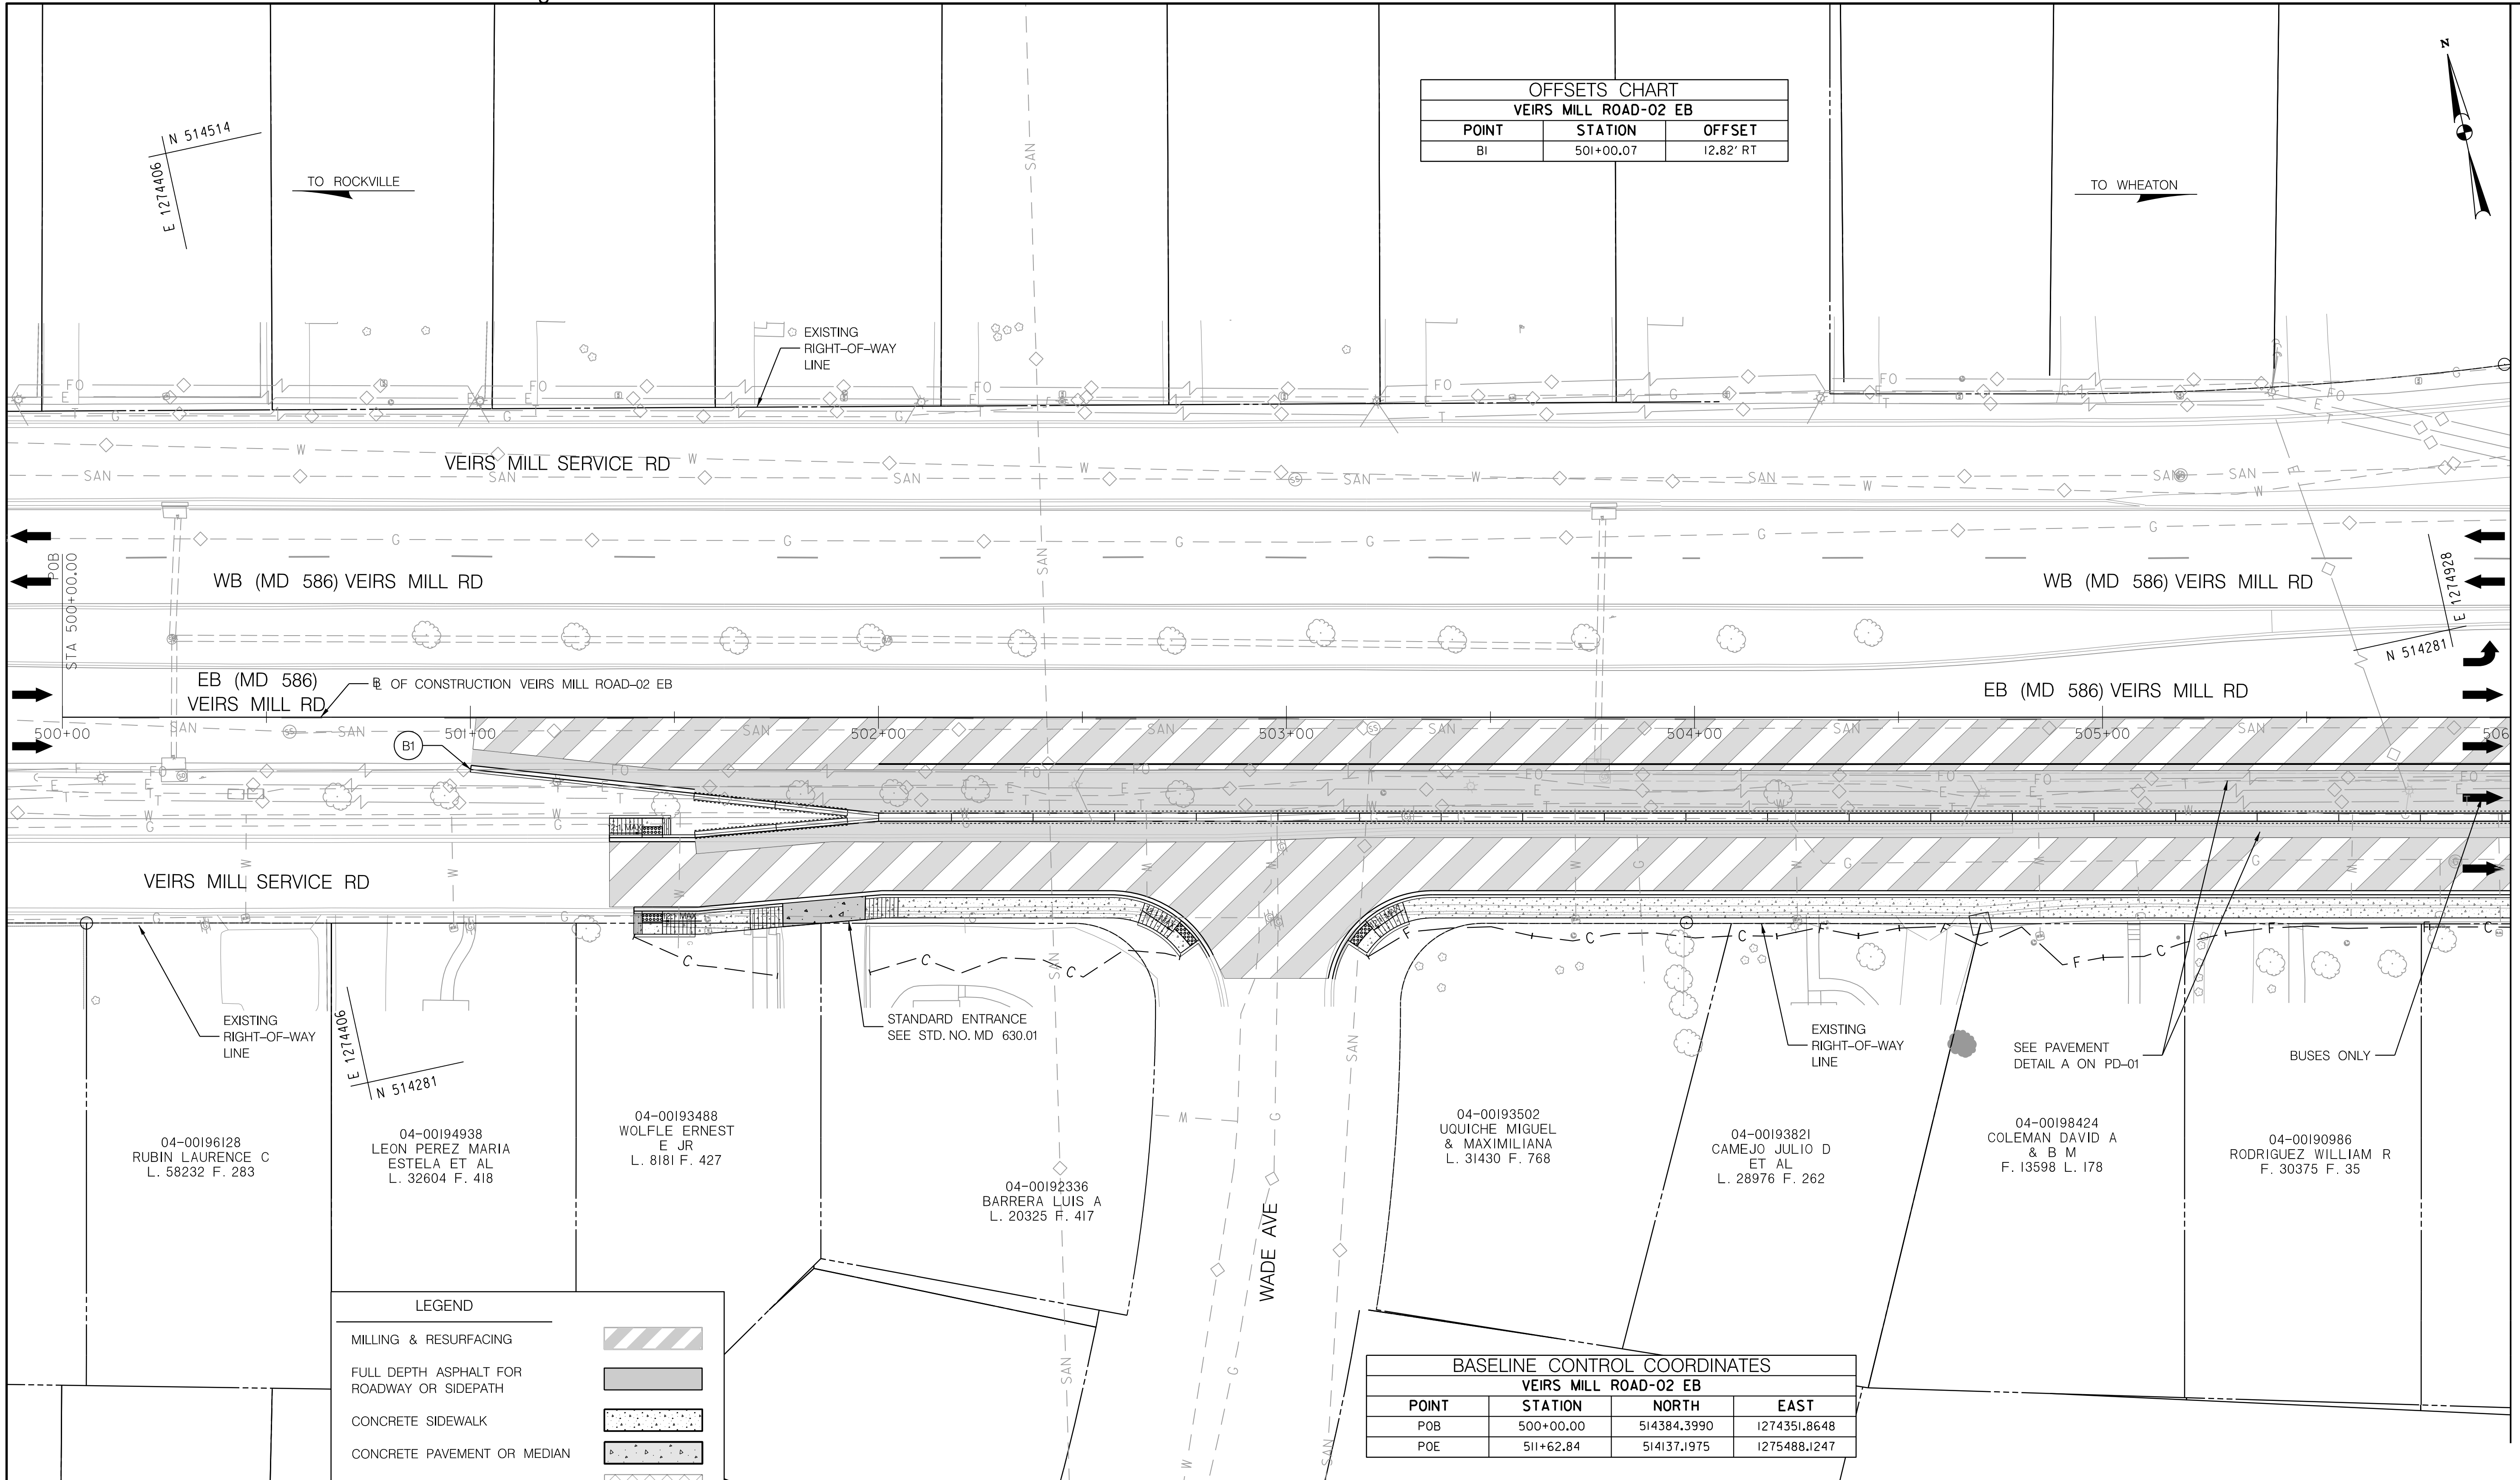 OFFSETS CHART
VEIRS MILL ROAD-02 EB
POINT STATION OFFSET
B1 501+00.07 12.82' RT
N 514514
E 1274406
TO ROCKVILLE
TO WHEATON
N
EXISTING
RIGHT-OF-WAY
LINE
VEIRS MILL SERVICE RD
POB
STA 500+00.00
WB (MD 586) VEIRS MILL RD
WB (MD 586) VEIRS MILL RD
E 1274928
N 514281
EB (MD 586)
VEIRS MILL RD
OF CONSTRUCTION VEIRS MILL ROAD-02 EB
EB (MD 586) VEIRS MILL RD
500+00
501+00
502+00
503+00
504+00
505+00
506
B1
VEIRS MILL SERVICE RD
EXISTING
RIGHT-OF-WAY
LINE
E 1274406
N 514281
STANDARD ENTRANCE
SEE STD. NO. MD 630.01
EXISTING
RIGHT-OF-WAY
LINE
SEE PAVEMENT
DETAIL A ON PD-01
BUSES ONLY
04-00196128
RUBIN LAURENCE C
L. 58232 F. 283
04-00194938
LEON PEREZ MARIA
ESTELA ET AL
L. 32604 F. 418
04-00193488
WOLFLE ERNEST
E JR
L. 8181 F. 427
04-00192336
BARRERA LUIS A
L. 20325 F. 417
WADE AVE
04-00193502
UQUICHE MIGUEL
& MAXIMILIANA
L. 31430 F. 768
04-00193821
CAMEJO JULIO D
ET AL
L. 28976 F. 262
04-00198424
COLEMAN DAVID A
& B M
F. 13598 L. 178
04-00190986
RODRIGUEZ WILLIAM R
F. 30375 F. 35
LEGEND
MILLING & RESURFACING
FULL DEPTH ASPHALT FOR
ROADWAY OR SIDEPATH
CONCRETE SIDEWALK
CONCRETE PAVEMENT OR MEDIAN
BASELINE CONTROL COORDINATES
VEIRS MILL ROAD-02 EB
POINT STATION NORTH EAST
POB 500+00.00 514384.3990 1274351.8648
POE 511+62.84 514137.1975 1275488.1247